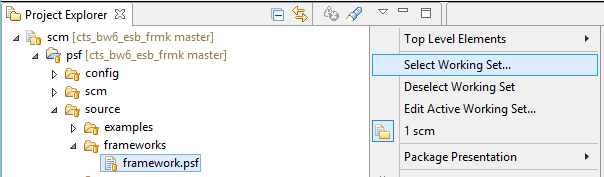 Project Explorer
scm [cts_bw6_esb_frmk master]
psf [cts_bw6_esb_frmk master]
config
scm
source
examples
frameworks
framework.psf
Top Level Elements
Select Working Set...
Deselect Working Set
Edit Active Working Set...
1 scm
Package Presentation